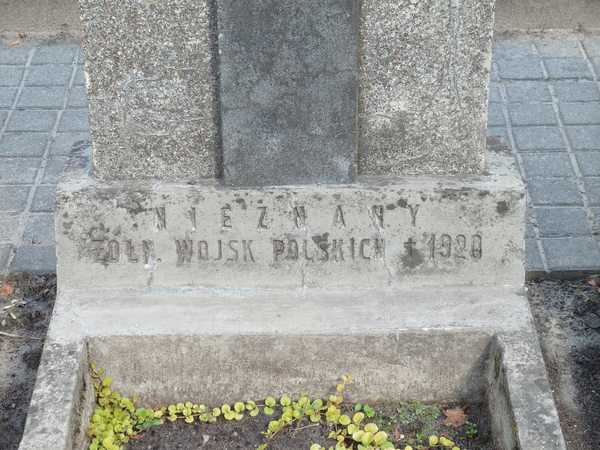 NIEZNANY
ŻOŁN. WOJSK POLSKICH † 1920